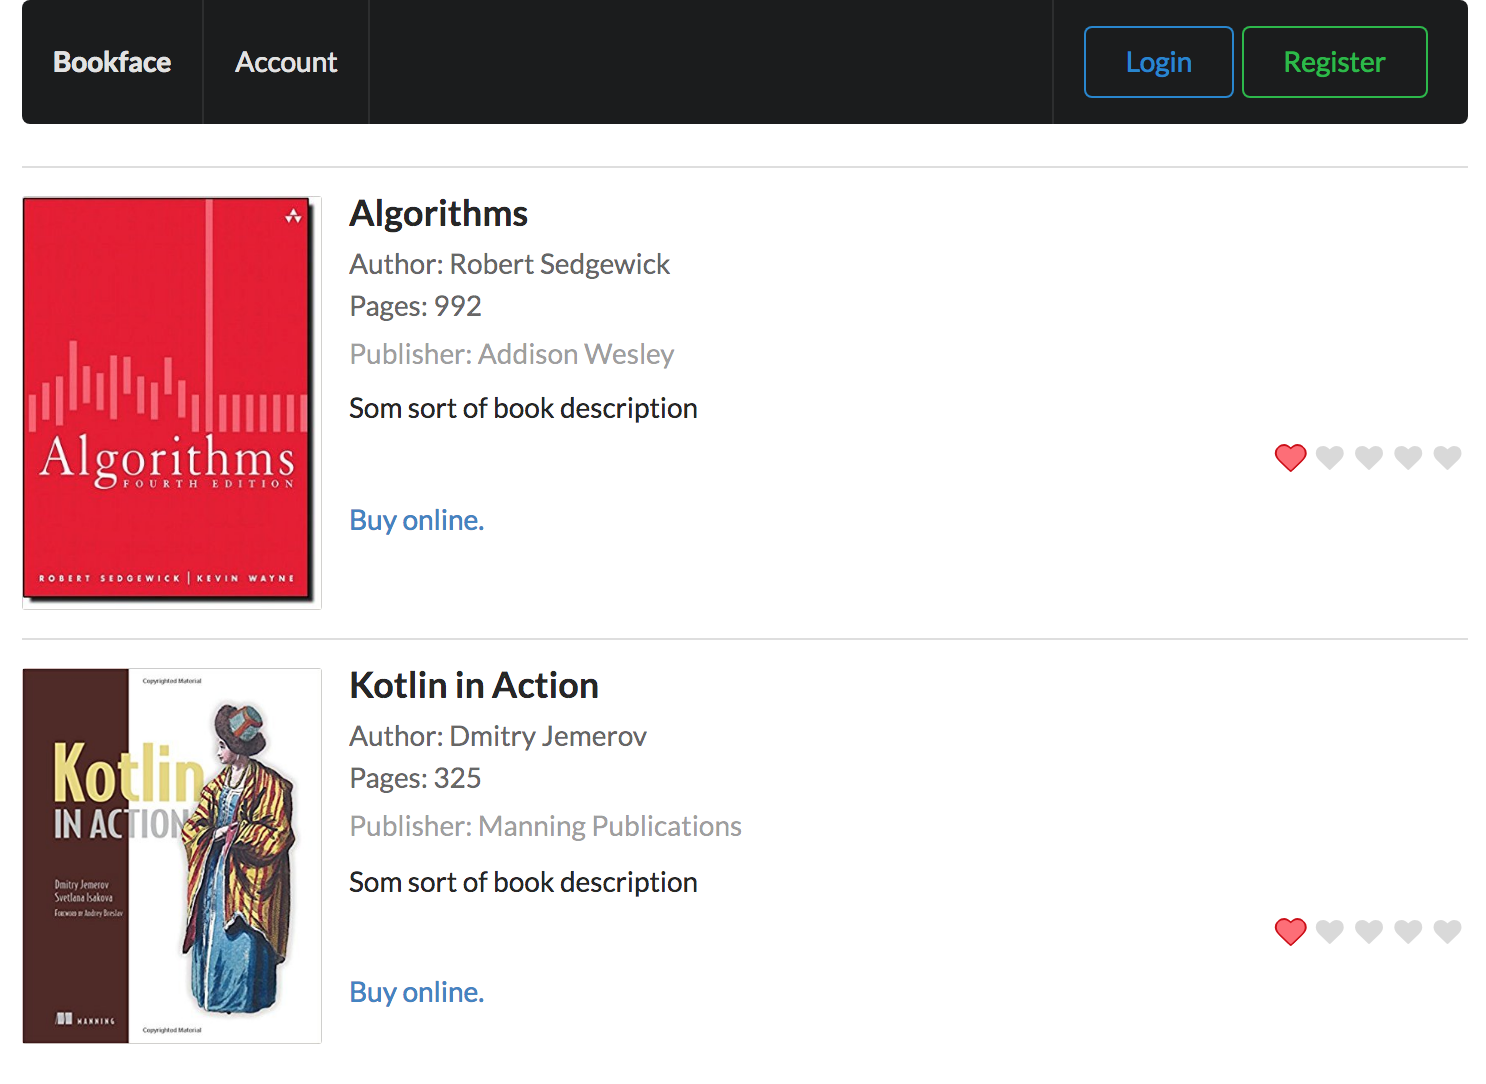 Bookface Account Login Register
Algorithms
Author: Robert Sedgewick
Pages: 992
Publisher: Addison Wesley
Som sort of book description
Buy online.
Algorithms
FOURTH EDITION
ROBERT SEDGEWICK | KEVIN WAYNE
Kotlin in Action
Author: Dmitry Jemerov
Pages: 325
Publisher: Manning Publications
Som sort of book description
Buy online.
Copyrighted Material
Kotlin
IN ACTION
Dmitry Jemerov
Svetlana Isakova
FOREWORD BY Andrey Breslav
MANNING
Copyrighted Material